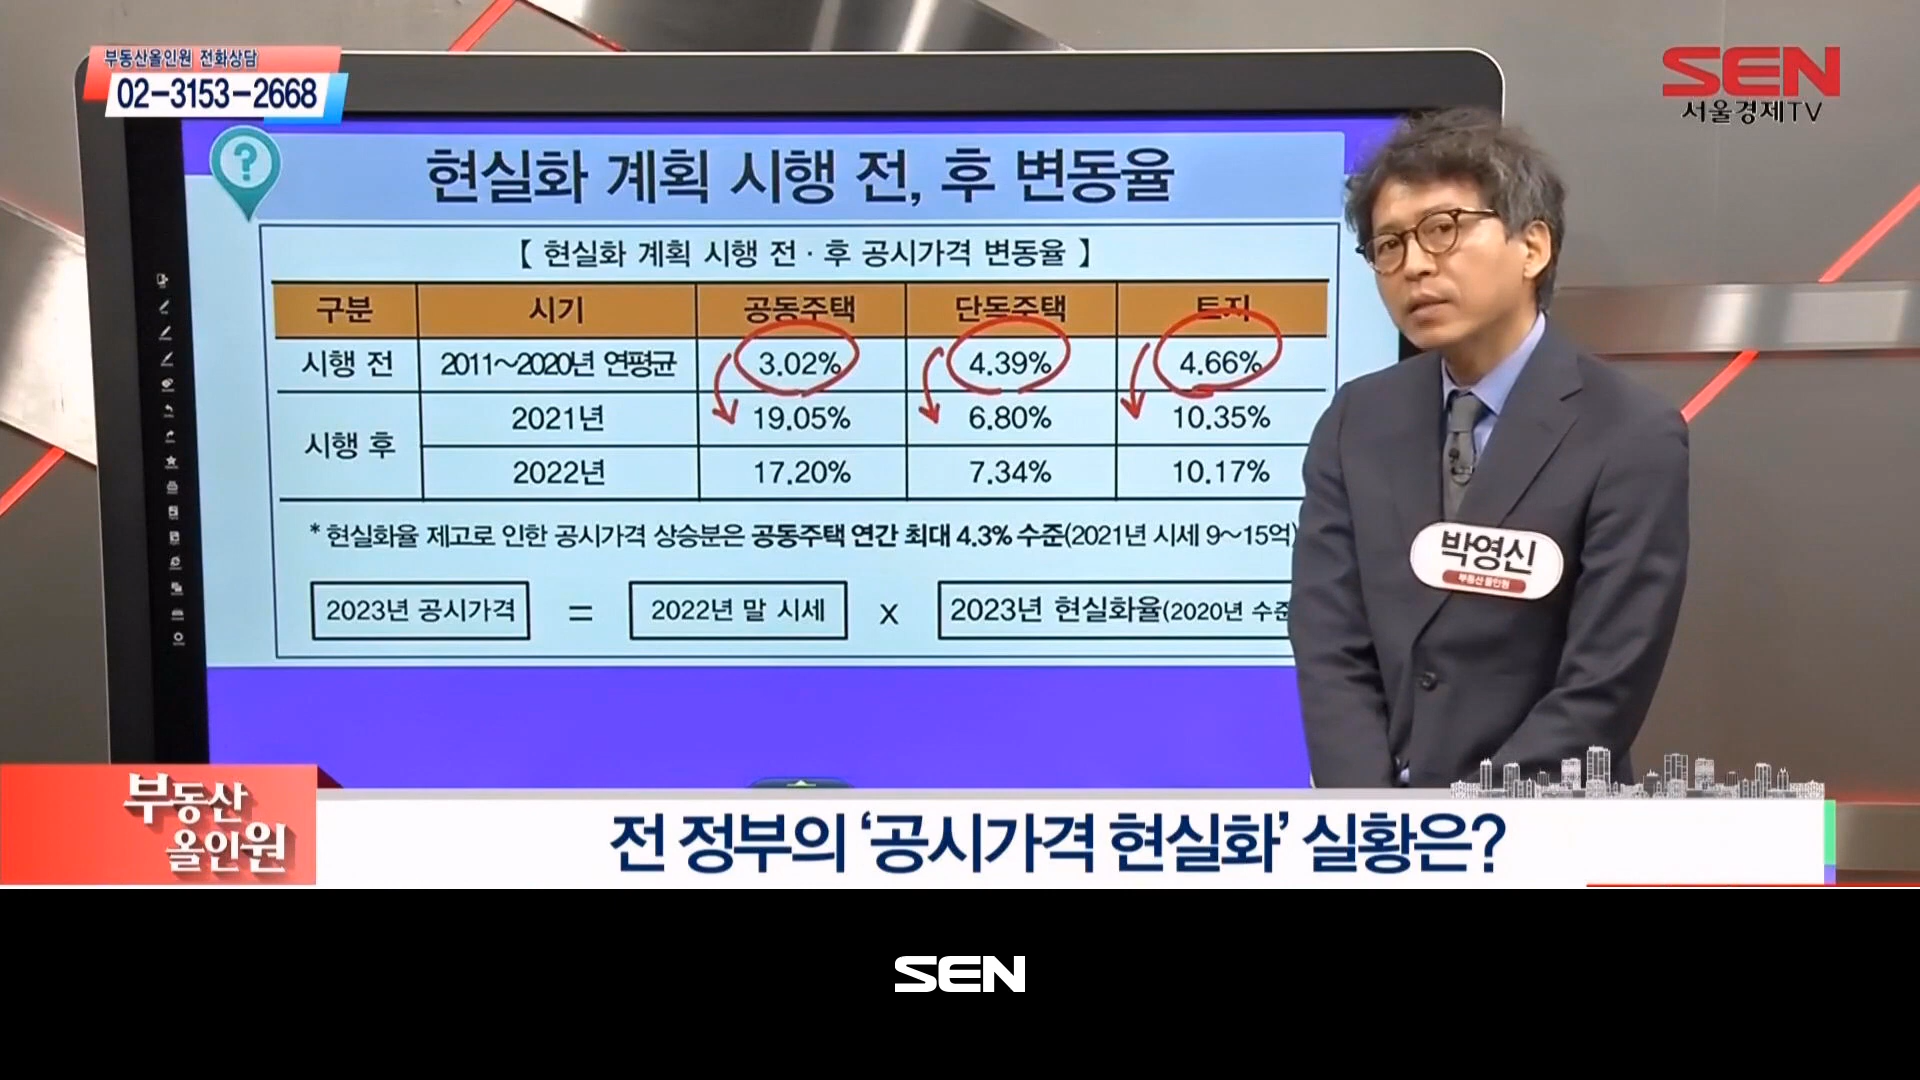 부동산올인원 전화상담
02-3153-2668
SEN
서울경제TV
?
현실화 계획 시행 전, 후 변동율
【 현실화 계획 시행 전 · 후 공시가격 변동율 】
구분 시기 공동주택 단독주택 토지
시행 전 2011~2020년 연평균 3.02% 4.39% 4.66%
시행 후 2021년 19.05% 6.80% 10.35%
2022년 17.20% 7.34% 10.17%
* 현실화율 제고로 인한 공시가격 상승분은 공동주택 연간 최대 4.3% 수준(2021년 시세 9~15억)
2023년 공시가격 = 2022년 말 시세 x 2023년 현실화율(2020년 수준
박영신
부동산 올인원
부동산
올인원
전 정부의 ‘공시가격 현실화’ 실황은?
SEN